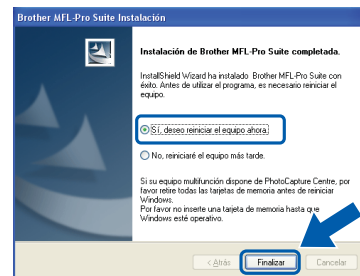 Brother MFL-Pro Suite Instalación
Instalación de Brother MFL-Pro Suite completada.
InstallShield Wizard ha instalado Brother MFL-Pro Suite con
éxito. Antes de utilizar el programa, es necesario reiniciar el
equipo.
Sí, deseo reiniciar el equipo ahora.
No, reiniciaré el equipo más tarde.
Si su equipo multifunción dispone de PhotoCapture Centre, por
favor retire todas las tarjetas de memoria antes de reiniciar
Windows.
Por favor no inserte una tarjeta de memoria hasta que
Windows esté operativo.
< Atrás Finalizar Cancelar